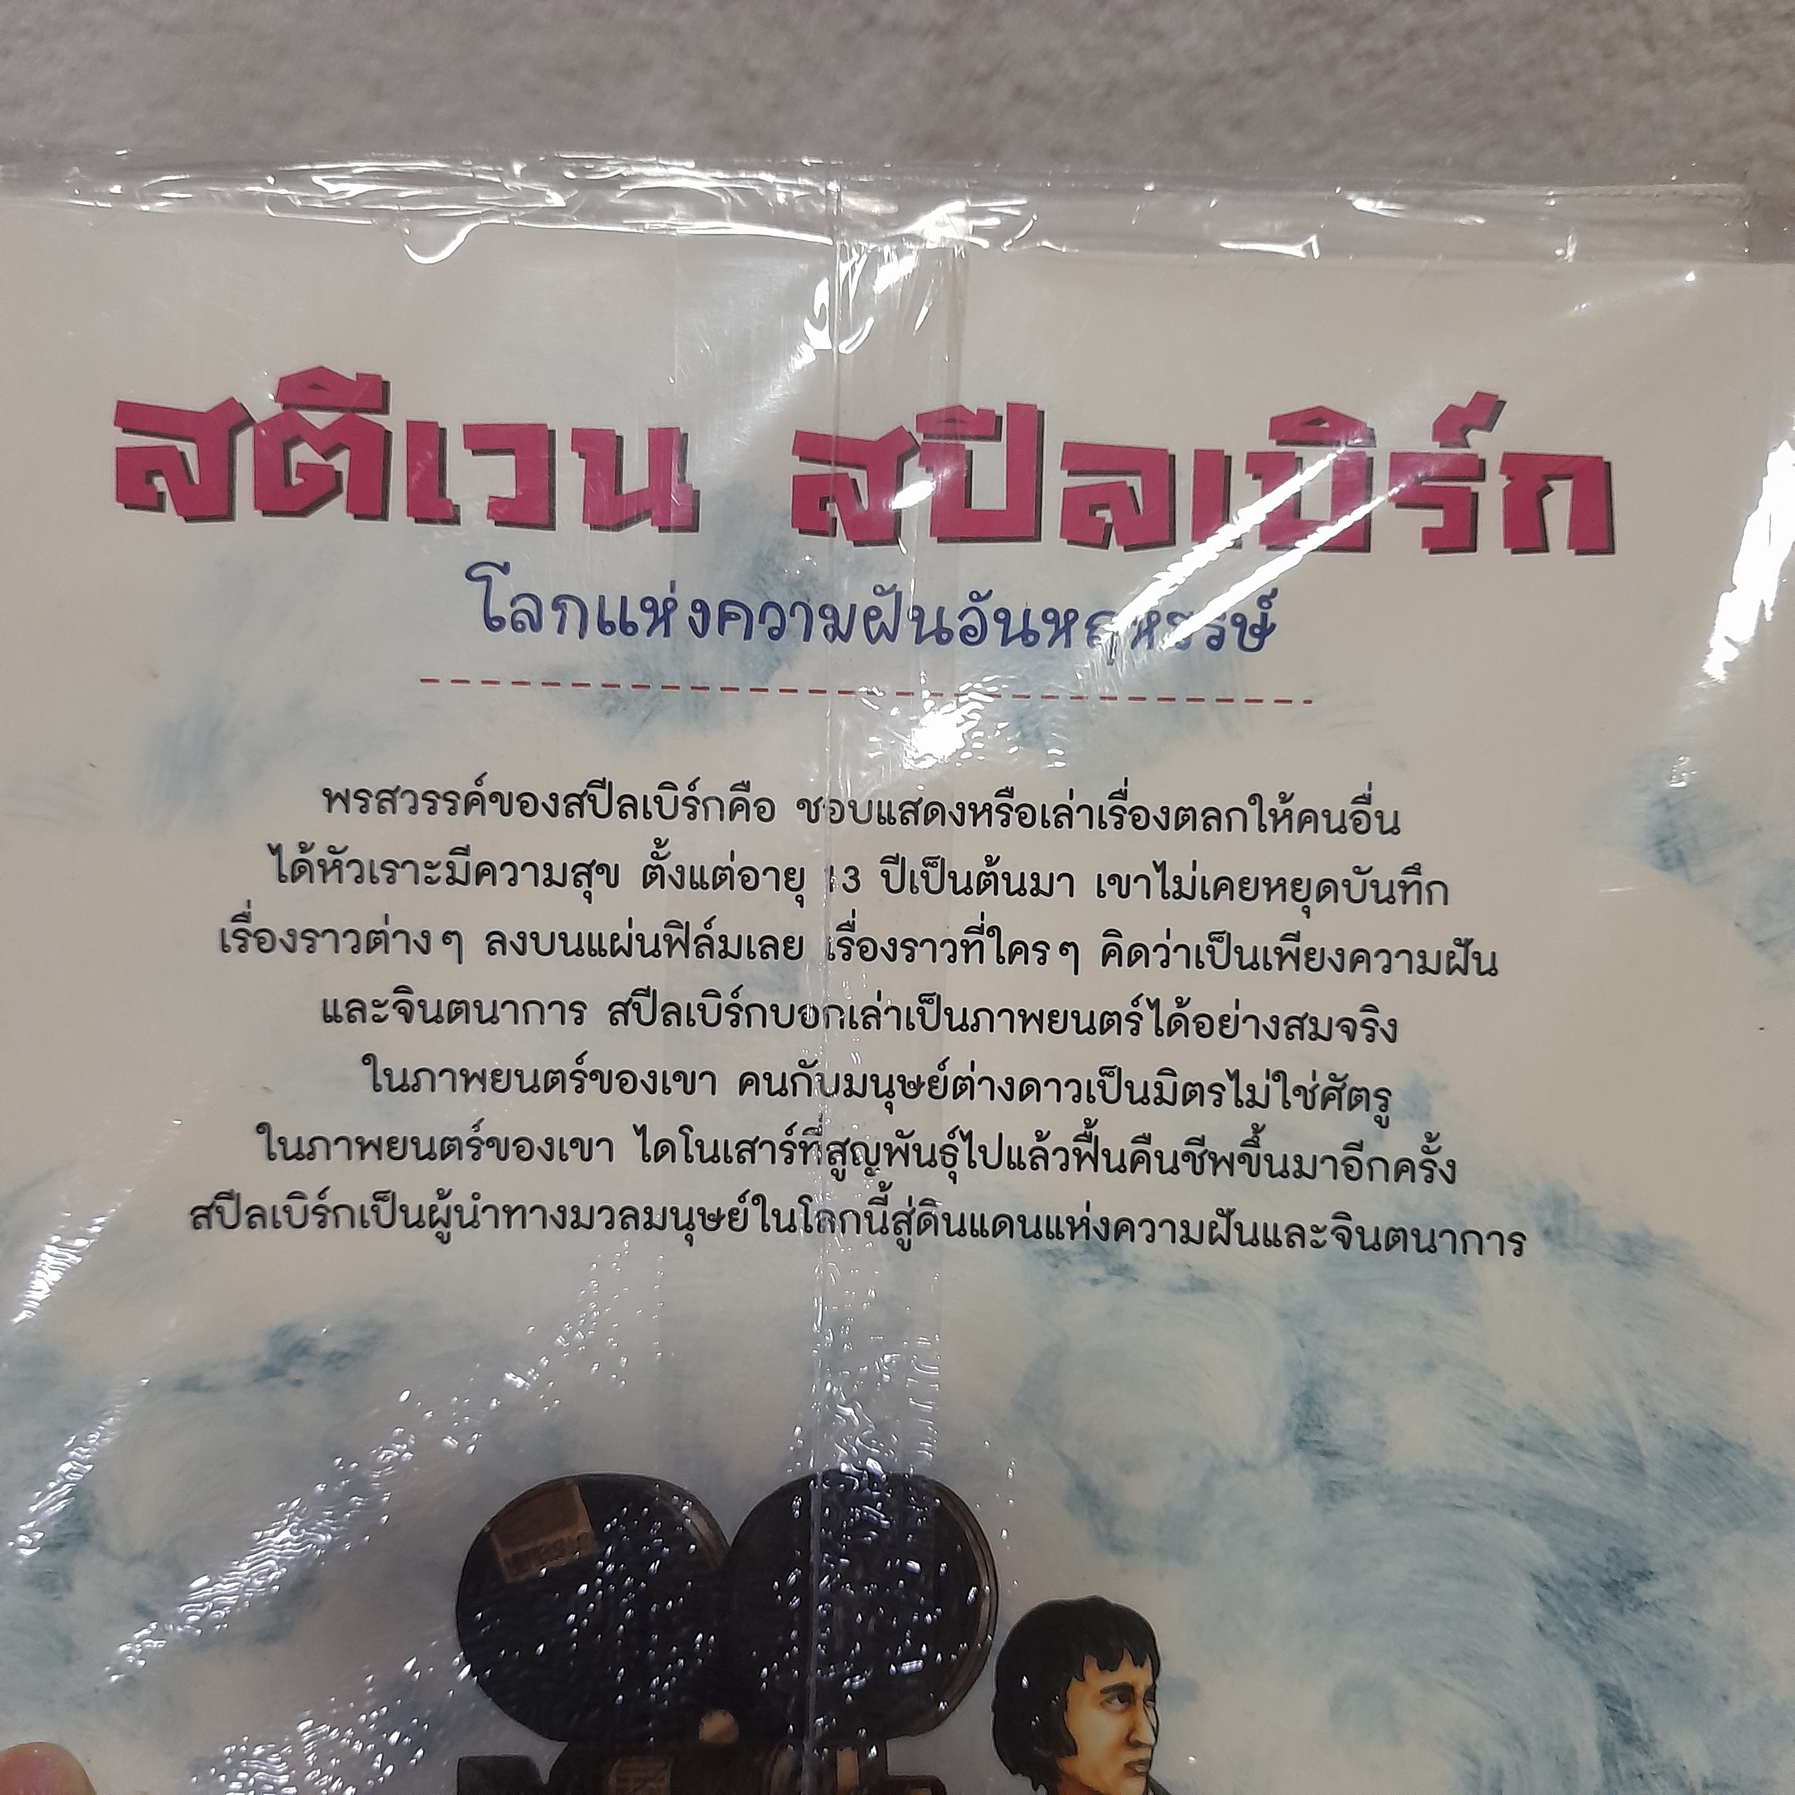 สตีเวน สปีลเบิร์ก
โลกแห่งความฝันอันหฤหรรษ์
พรสวรรค์ของสปีลเบิร์กคือ ชอบแสดงหรือเล่าเรื่องตลกให้คนอื่น
ได้หัวเราะมีความสุข ตั้งแต่อายุ 13 ปีเป็นต้นมา เขาไม่เคยหยุดบันทึก
เรื่องราวต่างๆ ลงบนแผ่นฟิล์มเลย เรื่องราวที่ใครๆ คิดว่าเป็นเพียงความฝัน
และจินตนาการ สปีลเบิร์กบอกเล่าเป็นภาพยนตร์ได้อย่างสมจริง
ในภาพยนตร์ของเขา คนกับมนุษย์ต่างดาวเป็นมิตรไม่ใช่ศัตรู
ในภาพยนตร์ของเขา ไดโนเสาร์ที่สูญพันธุ์ไปแล้วฟื้นคืนชีพขึ้นมาอีกครั้ง
สปีลเบิร์กเป็นผู้นำทางมวลมนุษย์ในโลกนี้สู่ดินแดนแห่งความฝันและจินตนาการ